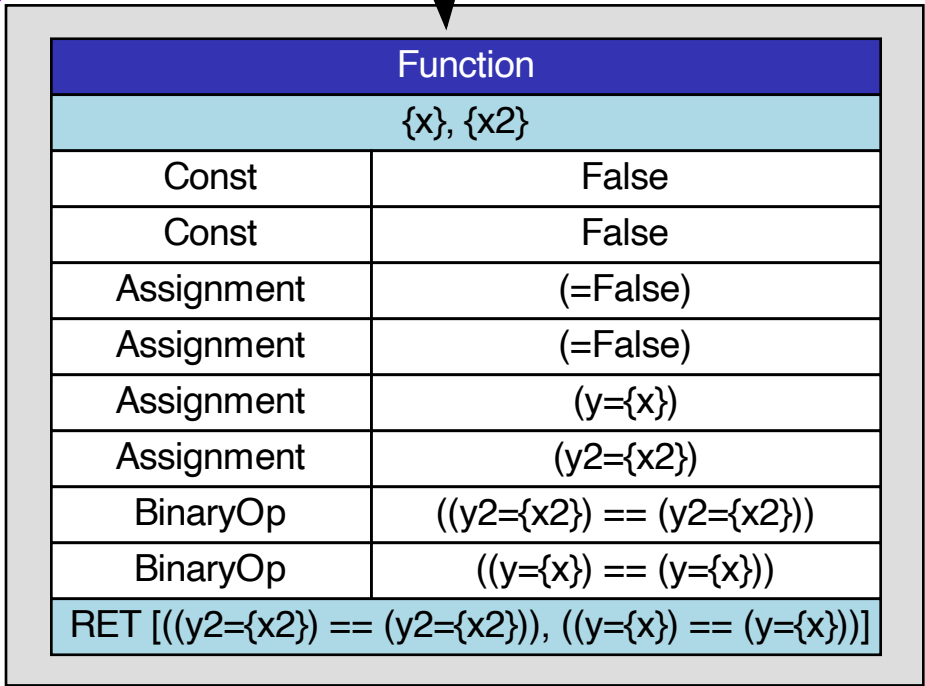 Function
{x}, {x2}
Const False
Const False
Assignment (=False)
Assignment (=False)
Assignment (y={x})
Assignment (y2={x2})
BinaryOp ((y2={x2}) == (y2={x2}))
BinaryOp ((y={x}) == (y={x}))
RET [((y2={x2}) == (y2={x2})), ((y={x}) == (y={x}))]